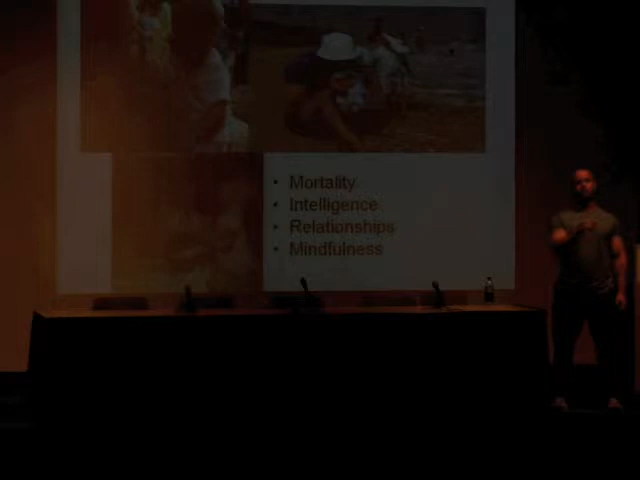 • Mortality
• Intelligence
• Relationships
• Mindfulness